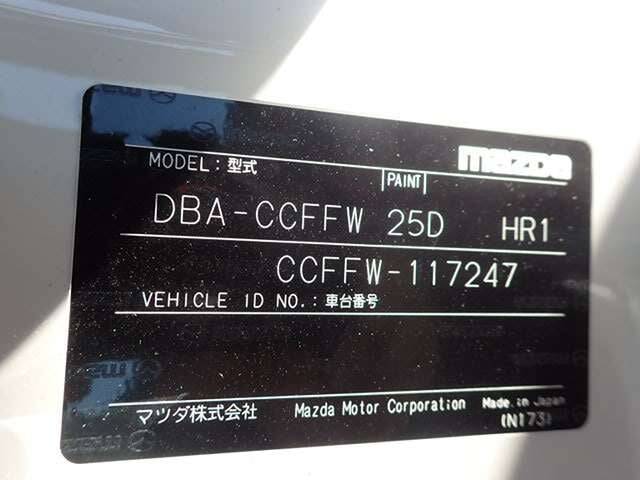 mazda
MODEL : 型式
PAINT
DBA-CCFFW 25D HR1
CCFFW-117247
VEHICLE ID NO. : 車台番号
マツダ株式会社 Mazda Motor Corporation Made in Japan
(N173)